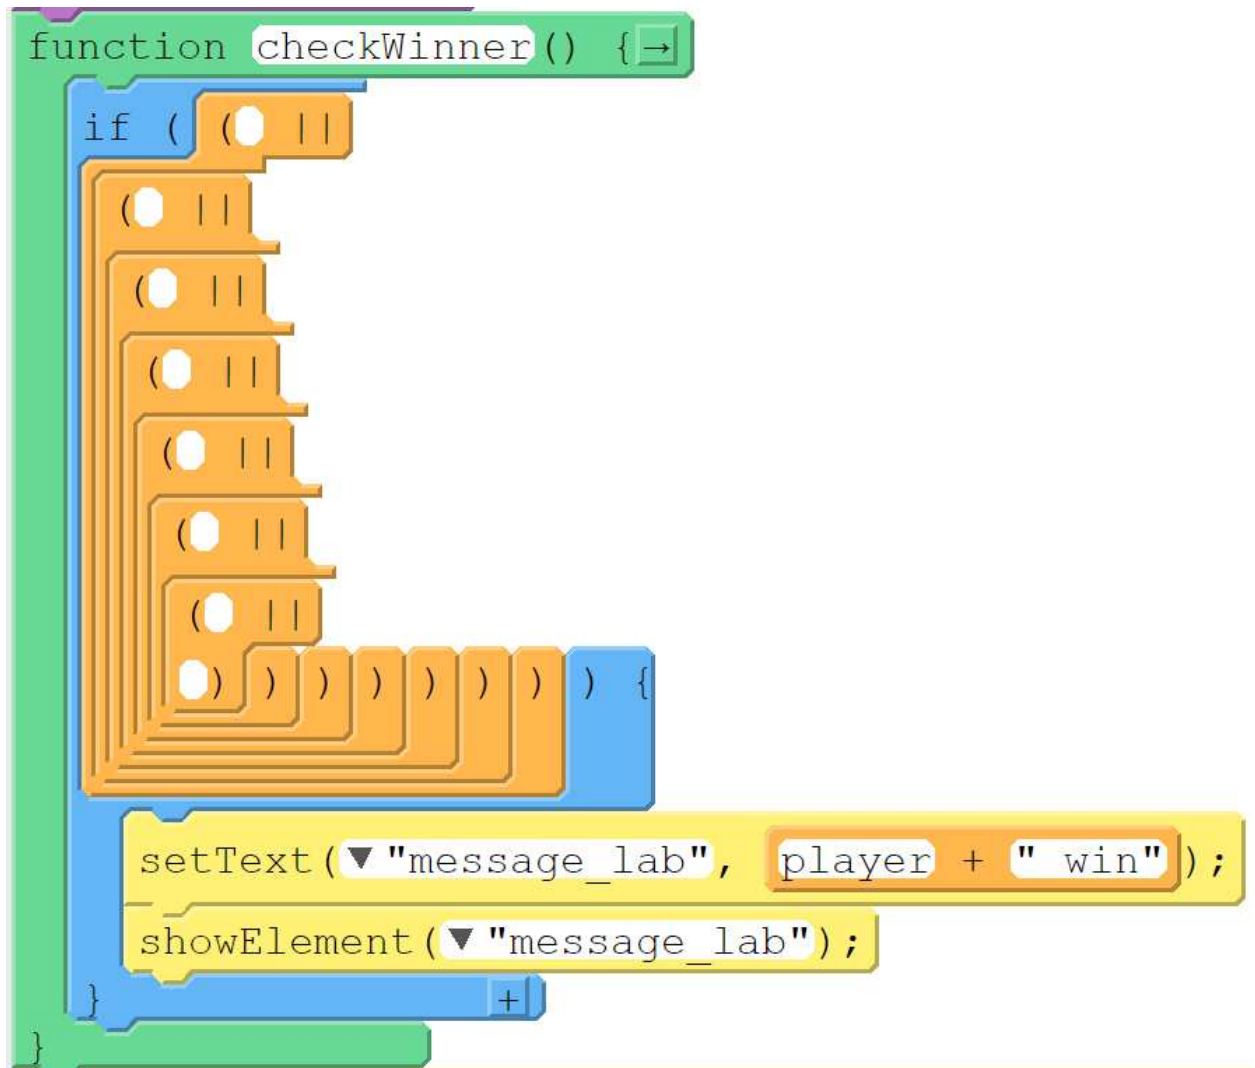 function checkWinner() {→
if ( ( ||
( ||
( ||
( ||
( ||
( ||
( ||
) ) ) ) ) ) ) ) {
setText(▼ "message_lab", player + " win");
showElement(▼ "message_lab");
} +
}